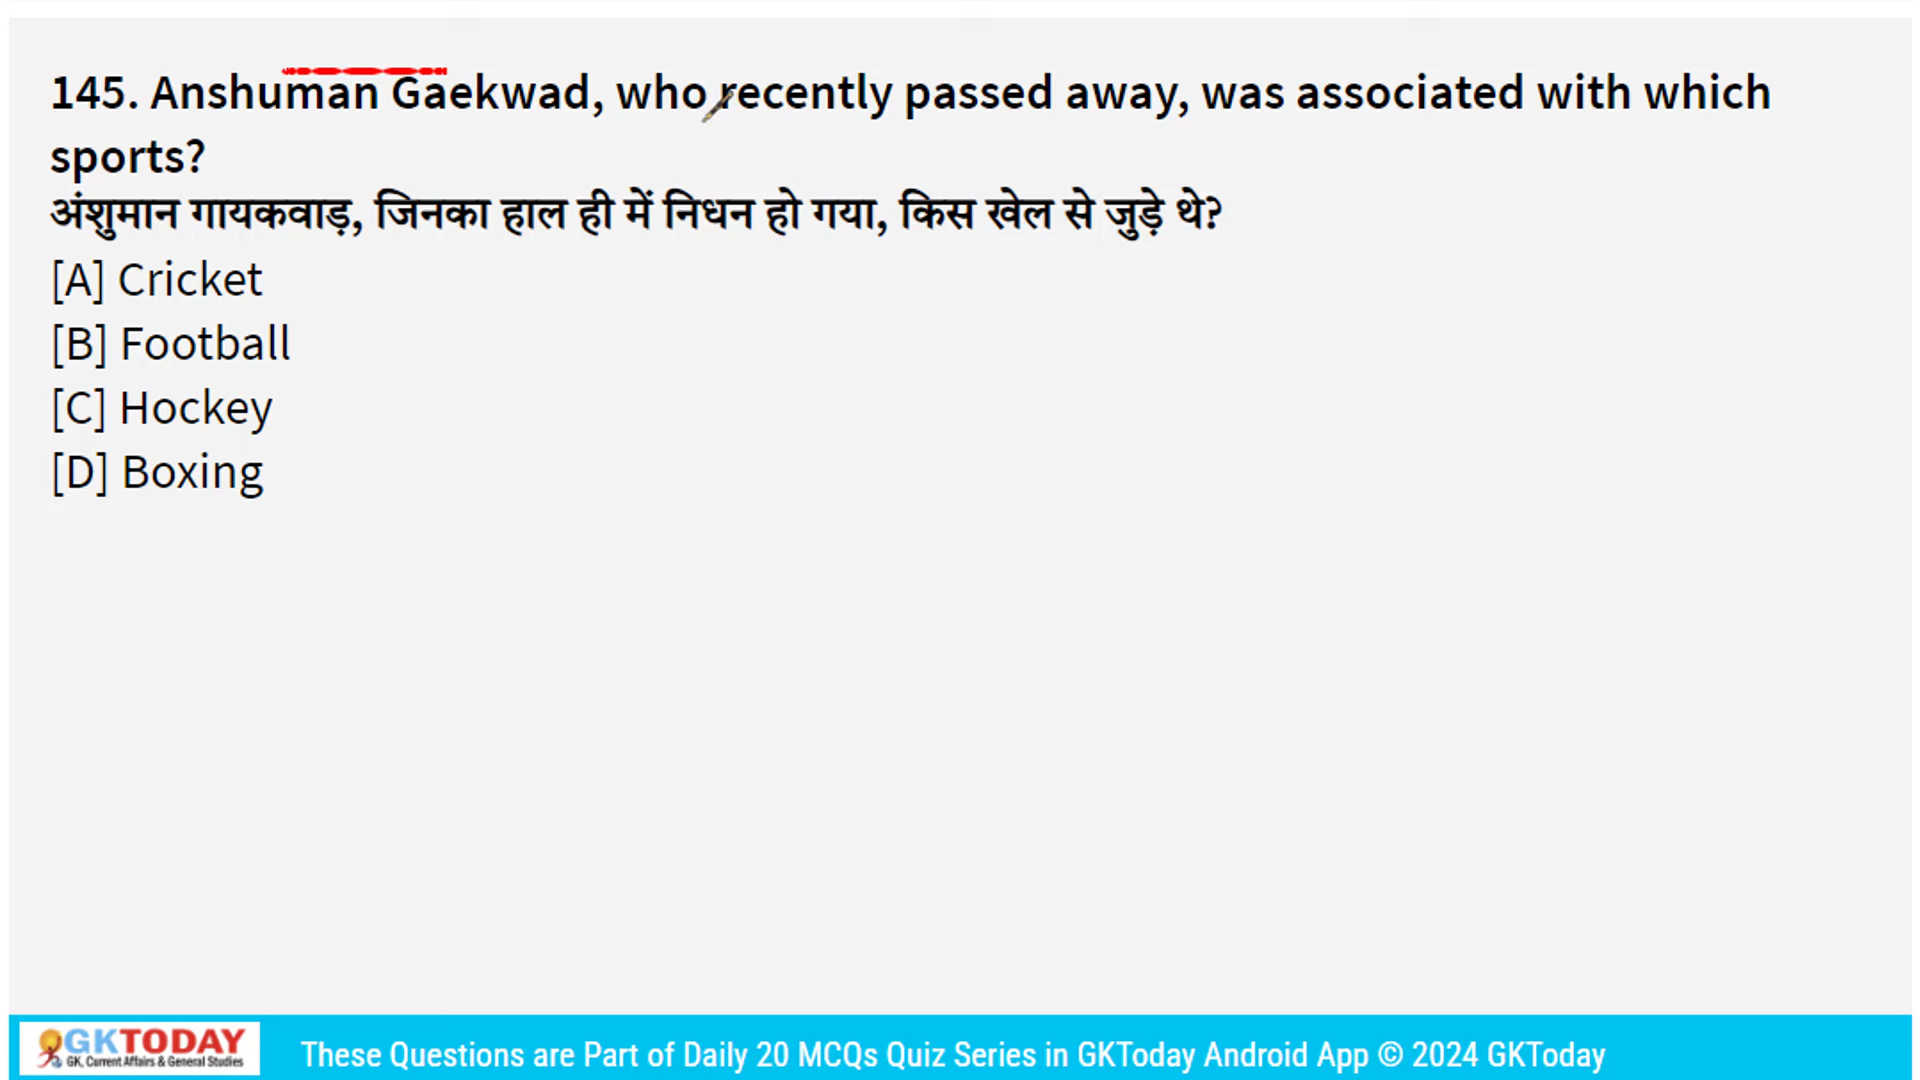 145. Anshuman Gaekwad, who recently passed away, was associated with which
sports?
अंशुमान गायकवाड़, जिनका हाल ही में निधन हो गया, किस खेल से जुड़े थे?
[A] Cricket
[B] Football
[C] Hockey
[D] Boxing
GKTODAY
GK, Current Affairs & General Studies
These Questions are Part of Daily 20 MCQs Quiz Series in GKToday Android App © 2024 GKToday